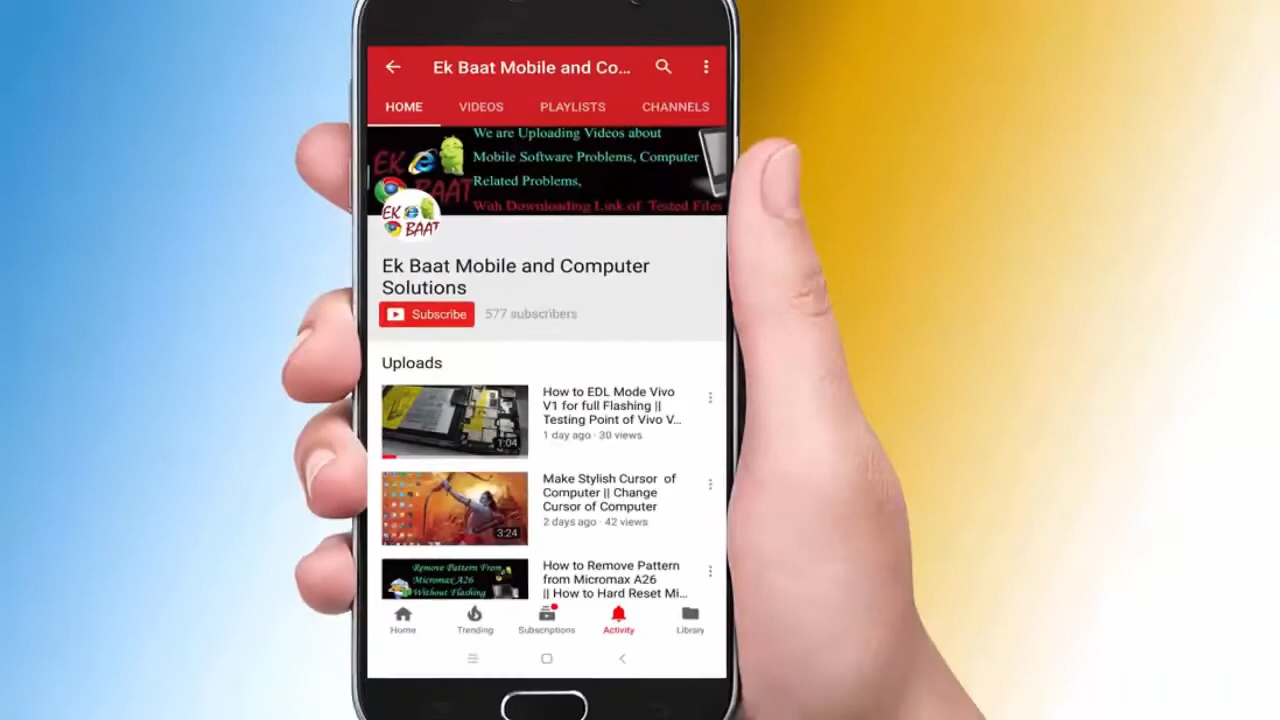 Ek Baat Mobile and Co...
HOME VIDEOS PLAYLISTS CHANNELS
We are Uploading Videos about
Mobile Software Problems, Computer
Related Problems,
With Downloading Link of Tested Files
EK
BAAT
EK
BAAT
Ek Baat Mobile and Computer
Solutions
Subscribe 577 subscribers
Uploads
How to EDL Mode Vivo
V1 for full Flashing ||
Testing Point of Vivo V...
1 day ago · 30 views
1:04
Make Stylish Cursor of
Computer || Change
Cursor of Computer
2 days ago · 42 views
3:24
Remove Pattern From
Micromax A26
Without Flashing
How to Remove Pattern
from Micromax A26
|| How to Hard Reset Mi...
Home Trending Subscriptions Activity Library